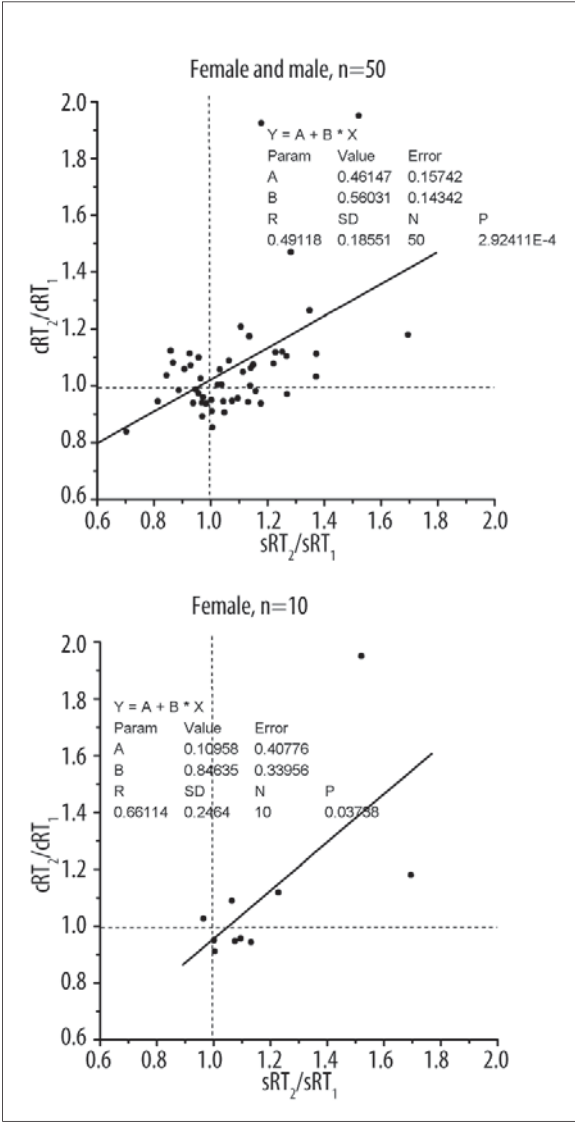 Female and male, n=50
2.0
1.8
1.6
1.4
1.2
1.0
0.8
0.6
cRT₂/cRT₁
Y = A + B * X
Param Value Error
A 0.46147 0.15742
B 0.56031 0.14342
R SD N P
0.49118 0.18551 50 2.92411E-4
0.6 0.8 1.0 1.2 1.4 1.6 1.8 2.0
sRT₂/sRT₁
Female, n=10
2.0
1.8
1.6
1.4
1.2
1.0
0.8
0.6
cRT₂/cRT₁
Y = A + B * X
Param Value Error
A 0.10958 0.40776
B 0.84635 0.33956
R SD N P
0.66114 0.2464 10 0.03758
0.6 0.8 1.0 1.2 1.4 1.6 1.8 2.0
sRT₂/sRT₁